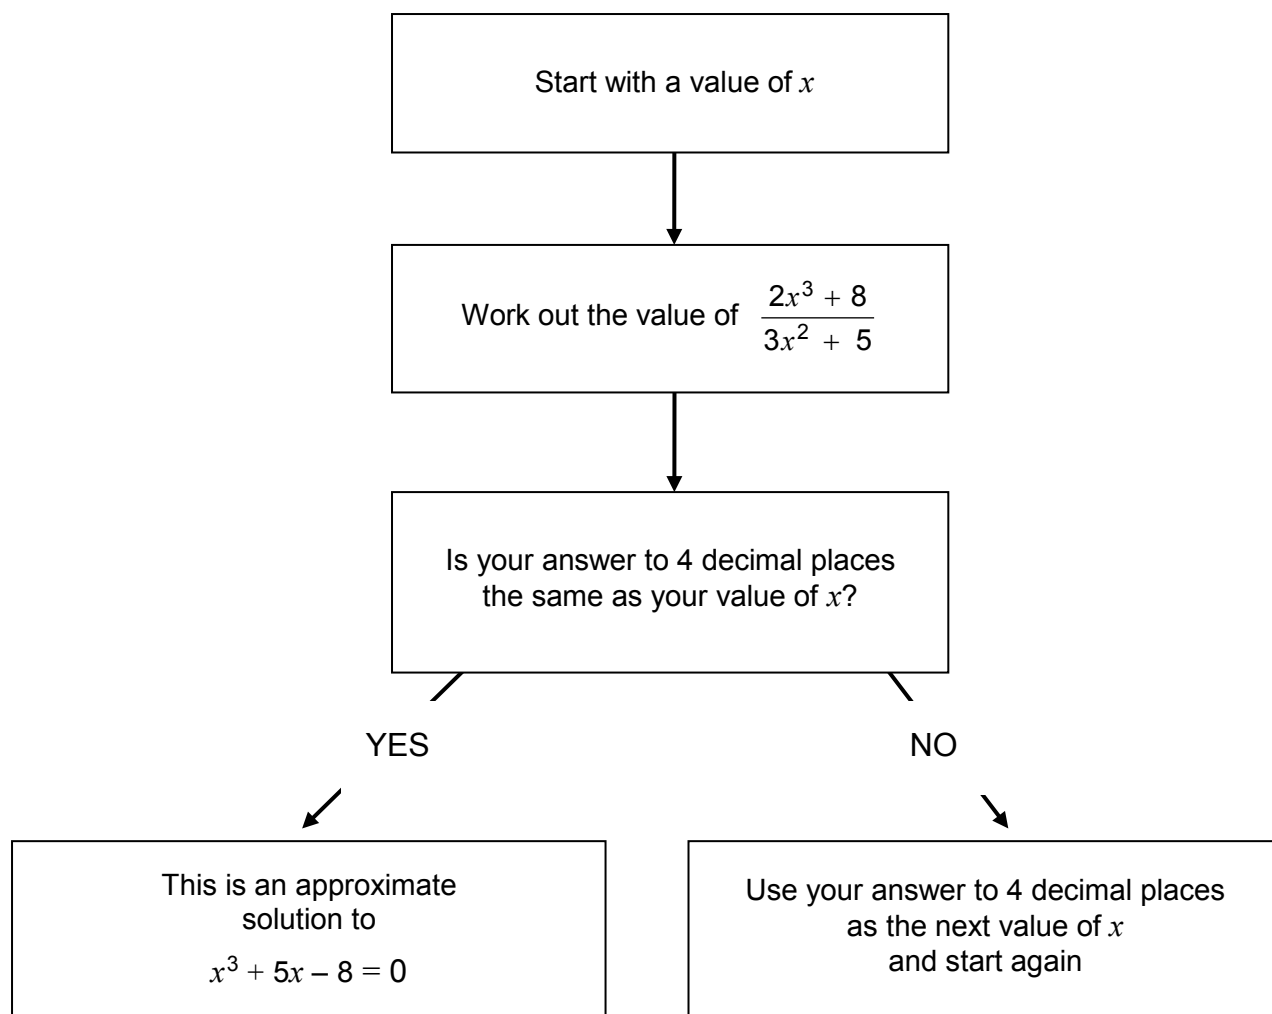 Start with a value of x
Work out the value of (2x³ + 8)/(3x² + 5)
Is your answer to 4 decimal places
the same as your value of x?
YES
NO
This is an approximate
solution to
x³ + 5x – 8 = 0
Use your answer to 4 decimal places
as the next value of x
and start again